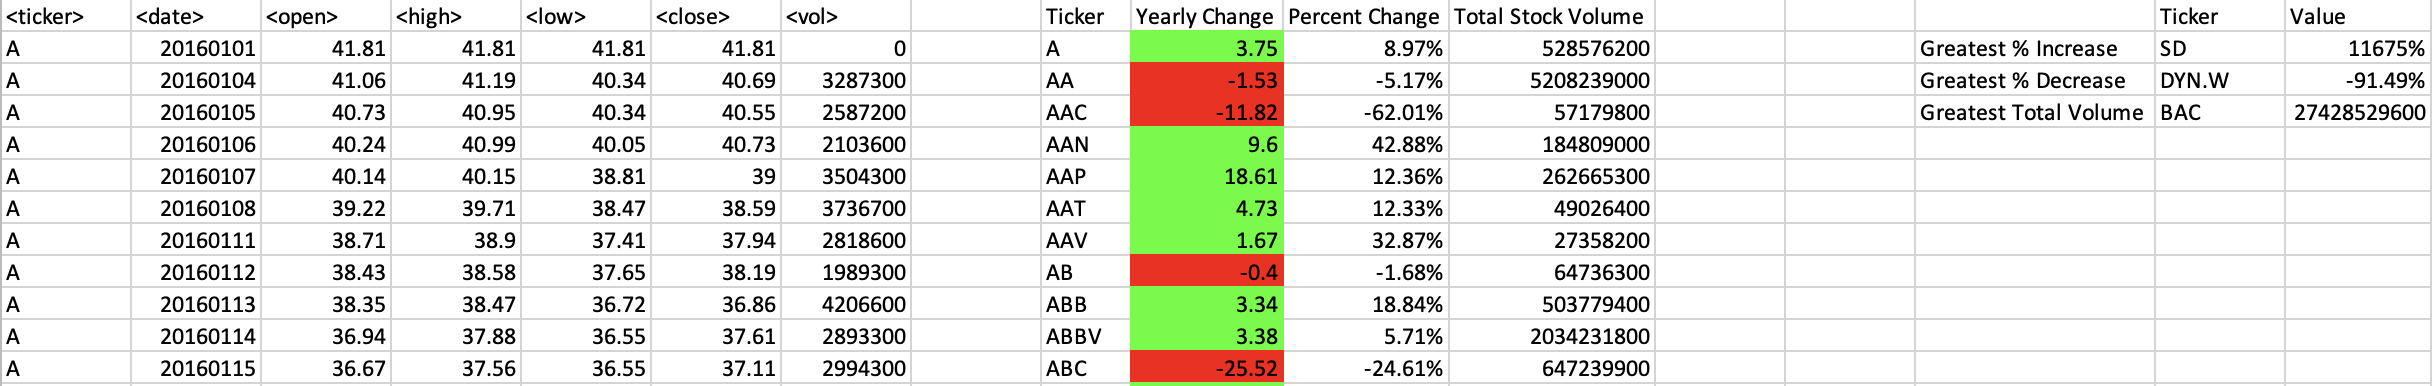 <ticker> <date> <open> <high> <low> <close> <vol> Ticker Yearly Change Percent Change Total Stock Volume Ticker Value
A 20160101 41.81 41.81 41.81 41.81 0 A 3.75 8.97% 528576200 Greatest % Increase SD 11675%
A 20160104 41.06 41.19 40.34 40.69 3287300 AA -1.53 -5.17% 5208239000 Greatest % Decrease DYN.W -91.49%
A 20160105 40.73 40.95 40.34 40.55 2587200 AAC -11.82 -62.01% 57179800 Greatest Total Volume BAC 27428529600
A 20160106 40.24 40.99 40.05 40.73 2103600 AAN 9.6 42.88% 184809000
A 20160107 40.14 40.15 38.81 39 3504300 AAP 18.61 12.36% 262665300
A 20160108 39.22 39.71 38.47 38.59 3736700 AAT 4.73 12.33% 49026400
A 20160111 38.71 38.9 37.41 37.94 2818600 AAV 1.67 32.87% 27358200
A 20160112 38.43 38.58 37.65 38.19 1989300 AB -0.4 -1.68% 64736300
A 20160113 38.35 38.47 36.72 36.86 4206600 ABB 3.34 18.84% 503779400
A 20160114 36.94 37.88 36.55 37.61 2893300 ABBV 3.38 5.71% 2034231800
A 20160115 36.67 37.56 36.55 37.11 2994300 ABC -25.52 -24.61% 647239900